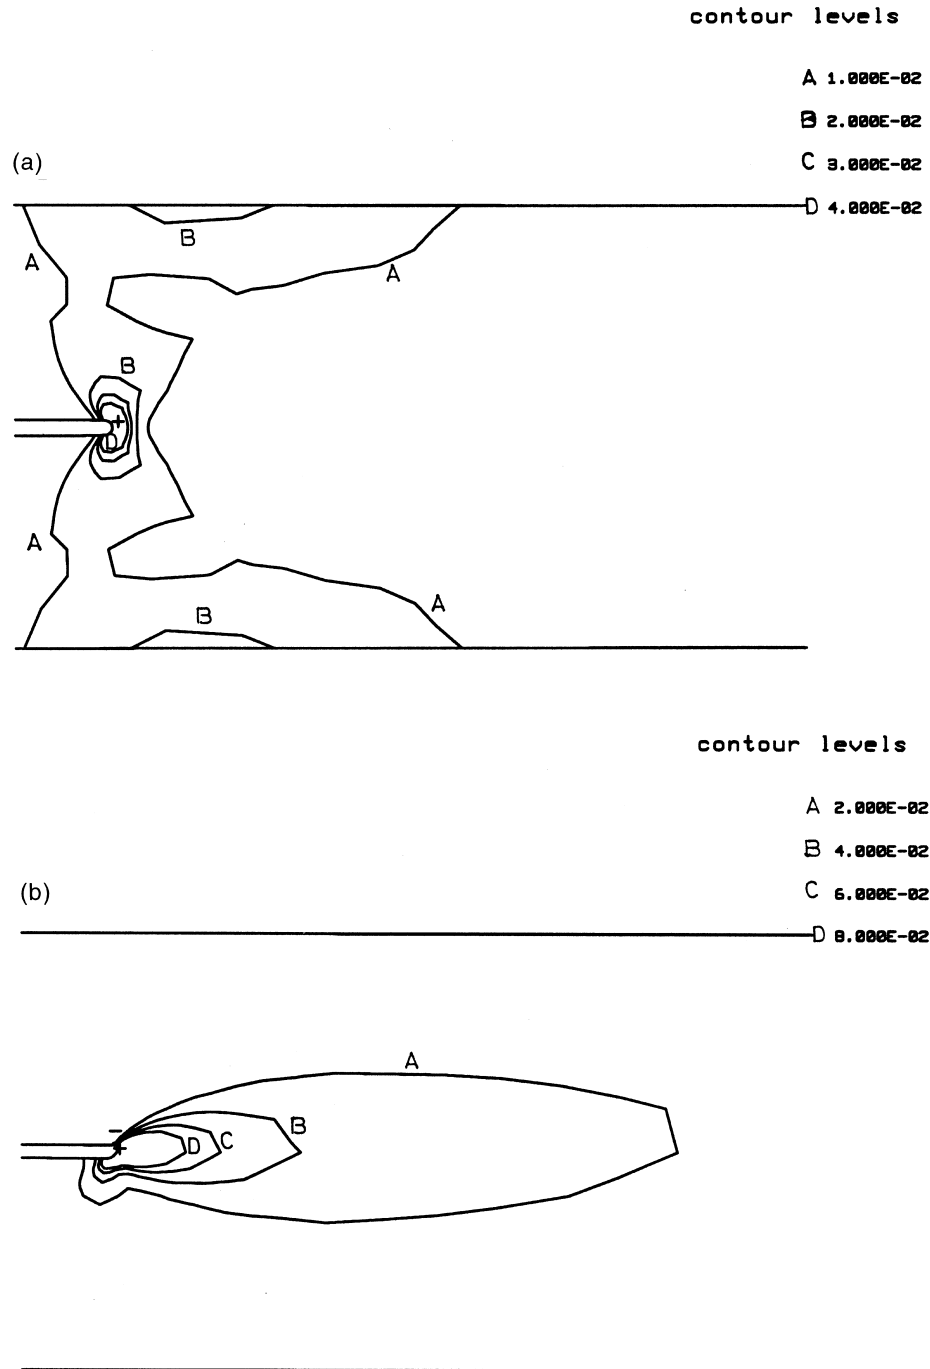 contour levels
A 1.000E-02
B 2.000E-02
(a)
C 3.000E-02
D 4.000E-02
B
A
A
B
+
D
A
A
B
contour levels
A 2.000E-02
B 4.000E-02
(b)
C 6.000E-02
D 8.000E-02
A
B
−
C
D
+